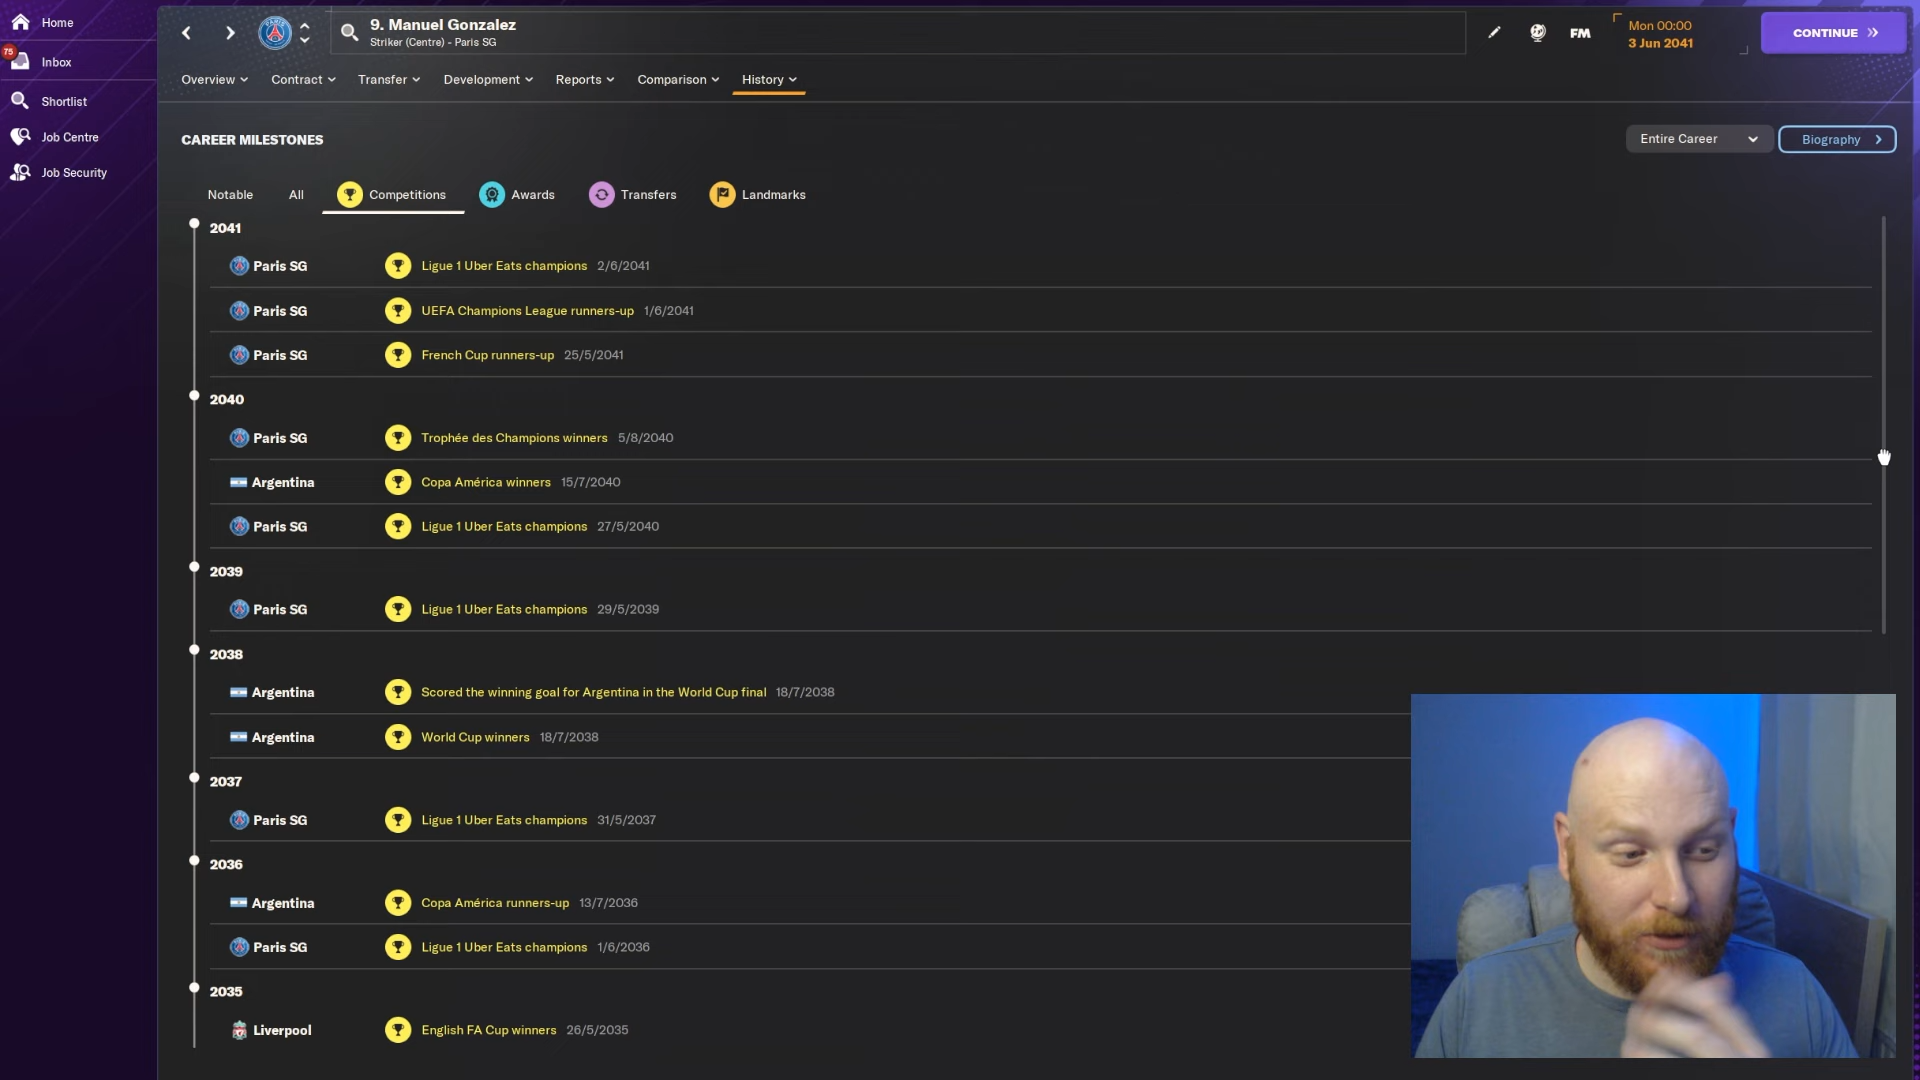 Home
75
Inbox
Shortlist
Job Centre
Job Security
9. Manuel Gonzalez
Striker (Centre) - Paris SG
FM
Mon 00:00
3 Jun 2041
CONTINUE
Overview Contract Transfer Development Reports Comparison History
CAREER MILESTONES
Entire Career
Biography
Notable All Competitions Awards Transfers Landmarks
2041
Paris SG Ligue 1 Uber Eats champions 2/6/2041
Paris SG UEFA Champions League runners-up 1/6/2041
Paris SG French Cup runners-up 25/5/2041
2040
Paris SG Trophée des Champions winners 5/8/2040
Argentina Copa América winners 15/7/2040
Paris SG Ligue 1 Uber Eats champions 27/5/2040
2039
Paris SG Ligue 1 Uber Eats champions 29/5/2039
2038
Argentina Scored the winning goal for Argentina in the World Cup final 18/7/2038
Argentina World Cup winners 18/7/2038
2037
Paris SG Ligue 1 Uber Eats champions 31/5/2037
2036
Argentina Copa América runners-up 13/7/2036
Paris SG Ligue 1 Uber Eats champions 1/6/2036
2035
Liverpool English FA Cup winners 26/5/2035